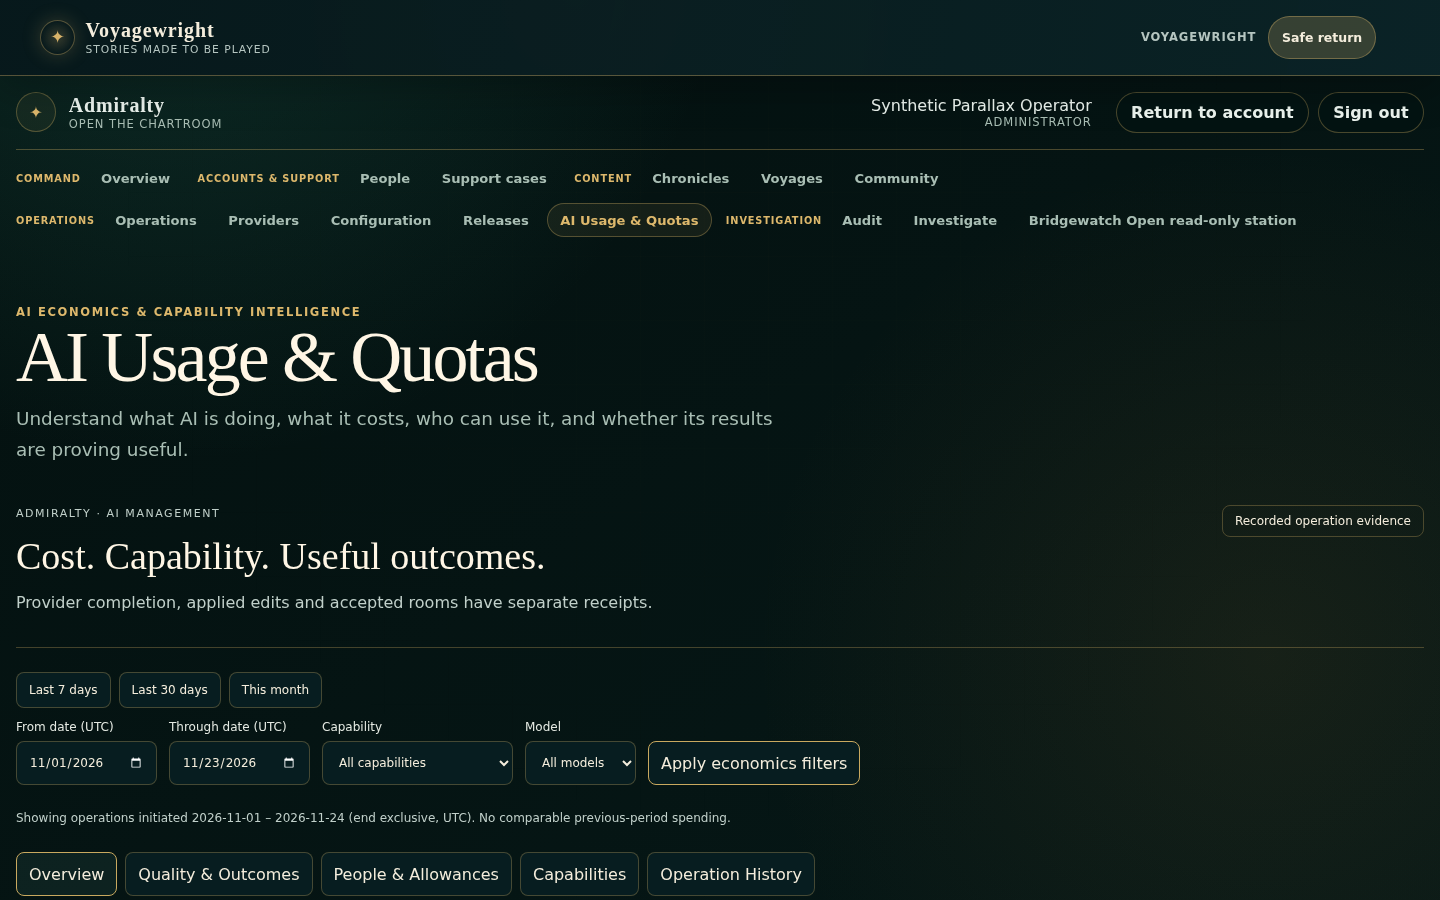 Voyagewright
STORIES MADE TO BE PLAYED
VOYAGEWRIGHT
Safe return
Admiralty
OPEN THE CHARTROOM
Synthetic Parallax Operator
ADMINISTRATOR
Return to account
Sign out
COMMAND Overview ACCOUNTS & SUPPORT People Support cases CONTENT Chronicles Voyages Community
OPERATIONS Operations Providers Configuration Releases AI Usage & Quotas INVESTIGATION Audit Investigate Bridgewatch Open read-only station
AI ECONOMICS & CAPABILITY INTELLIGENCE
AI Usage & Quotas
Understand what AI is doing, what it costs, who can use it, and whether its results
are proving useful.
ADMIRALTY · AI MANAGEMENT
Recorded operation evidence
Cost. Capability. Useful outcomes.
Provider completion, applied edits and accepted rooms have separate receipts.
Last 7 days Last 30 days This month
From date (UTC) Through date (UTC) Capability Model
11/01/2026 11/23/2026 All capabilities All models Apply economics filters
Showing operations initiated 2026-11-01 – 2026-11-24 (end exclusive, UTC). No comparable previous-period spending.
Overview Quality & Outcomes People & Allowances Capabilities Operation History